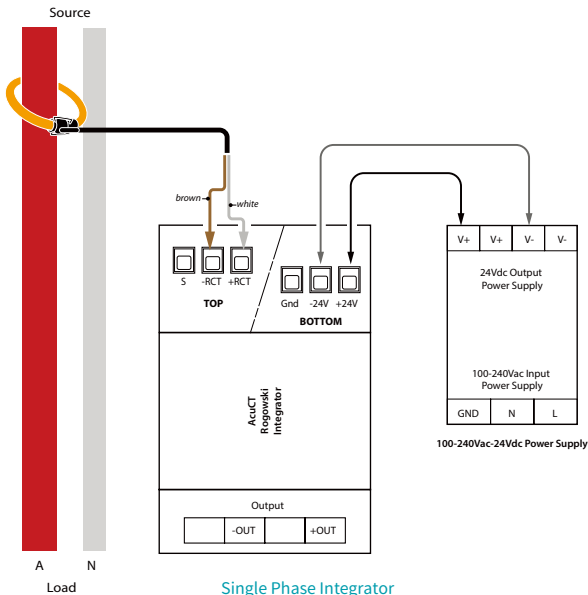 Source
brown
white
S -RCT +RCT
TOP
Gnd -24V +24V
BOTTOM
V+ V+ V- V-
24Vdc Output
Power Supply
100-240Vac Input
Power Supply
GND N L
100-240Vac-24Vdc Power Supply
AcuCT
Rogowski
Integrator
Output
-OUT +OUT
A N
Load
Single Phase Integrator